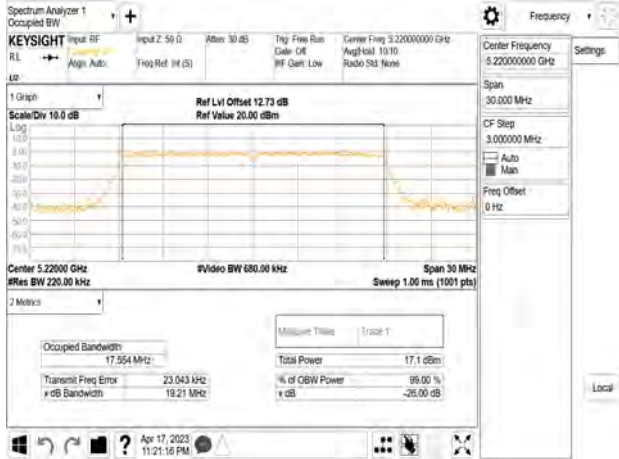 Spectrum Analyzer 1
Occupied BW
+
Frequency
KEYSIGHT
Input: RF
Input Z: 50 Ω
Atten: 30 dB
Trig: Free Run
Center Freq: 5.220000000 GHz
Gate: Off
Avg|Hold: 10/10
RL
Align: Auto
Freq Ref: Int (S)
#IF Gain: Low
Radio Std: None
Center Frequency
5.220000000 GHz
Settings
Span
30.000 MHz
CF Step
3.000000 MHz
Auto
Man
Freq Offset
0 Hz
1 Graph
Scale/Div 10.0 dB
Ref Lvl Offset 12.73 dB
Ref Value 20.00 dBm
Log
10.0
0.00
Center 5.22000 GHz
#Res BW 220.00 kHz
#Video BW 680.00 kHz
Span 30 MHz
Sweep 1.00 ms (1001 pts)
2 Metrics
Measure Trace
Trace 1
Occupied Bandwidth
17.554 MHz
Total Power
17.1 dBm
Transmit Freq Error
23.043 kHz
% of OBW Power
99.00 %
x dB Bandwidth
19.21 MHz
x dB
-26.00 dB
Local
?
Apr 17, 2023
11:21:16 PM